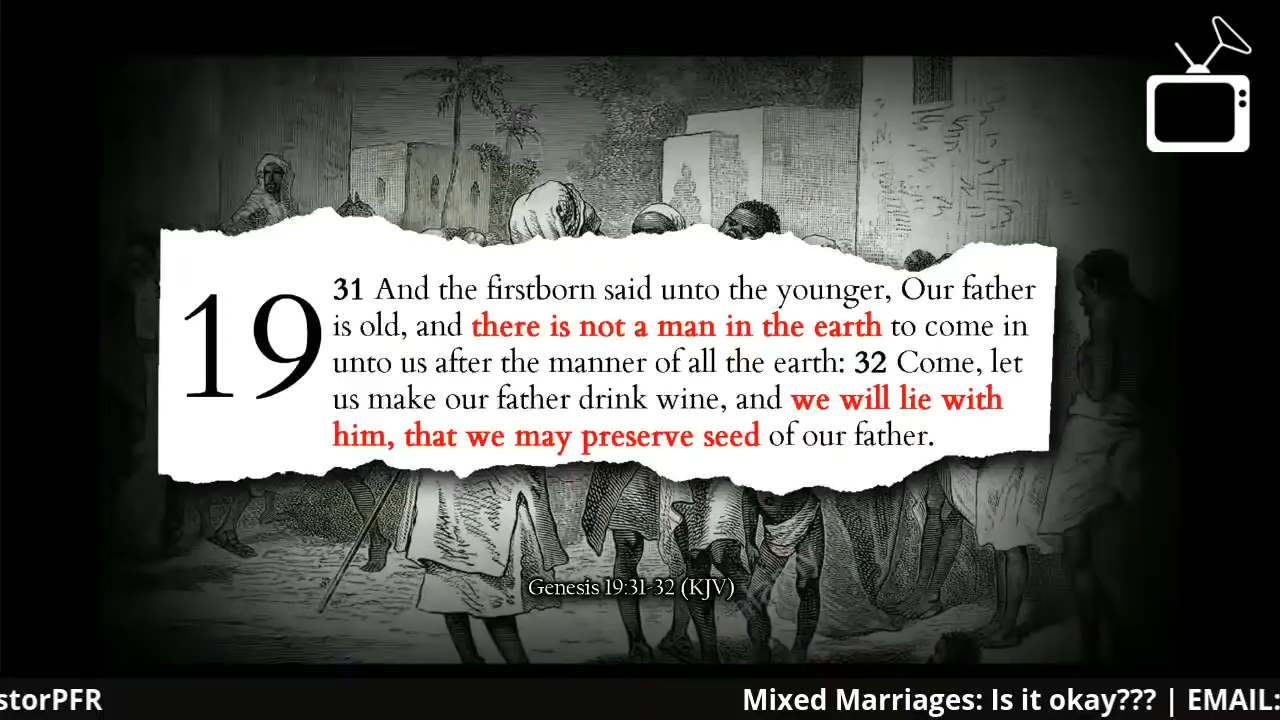 19
31 And the firstborn said unto the younger, Our father
is old, and there is not a man in the earth to come in
unto us after the manner of all the earth: 32 Come, let
us make our father drink wine, and we will lie with
him, that we may preserve seed of our father.
Genesis 19:31-32 (KJV)
storPFR Mixed Marriages: Is it okay??? | EMAIL: